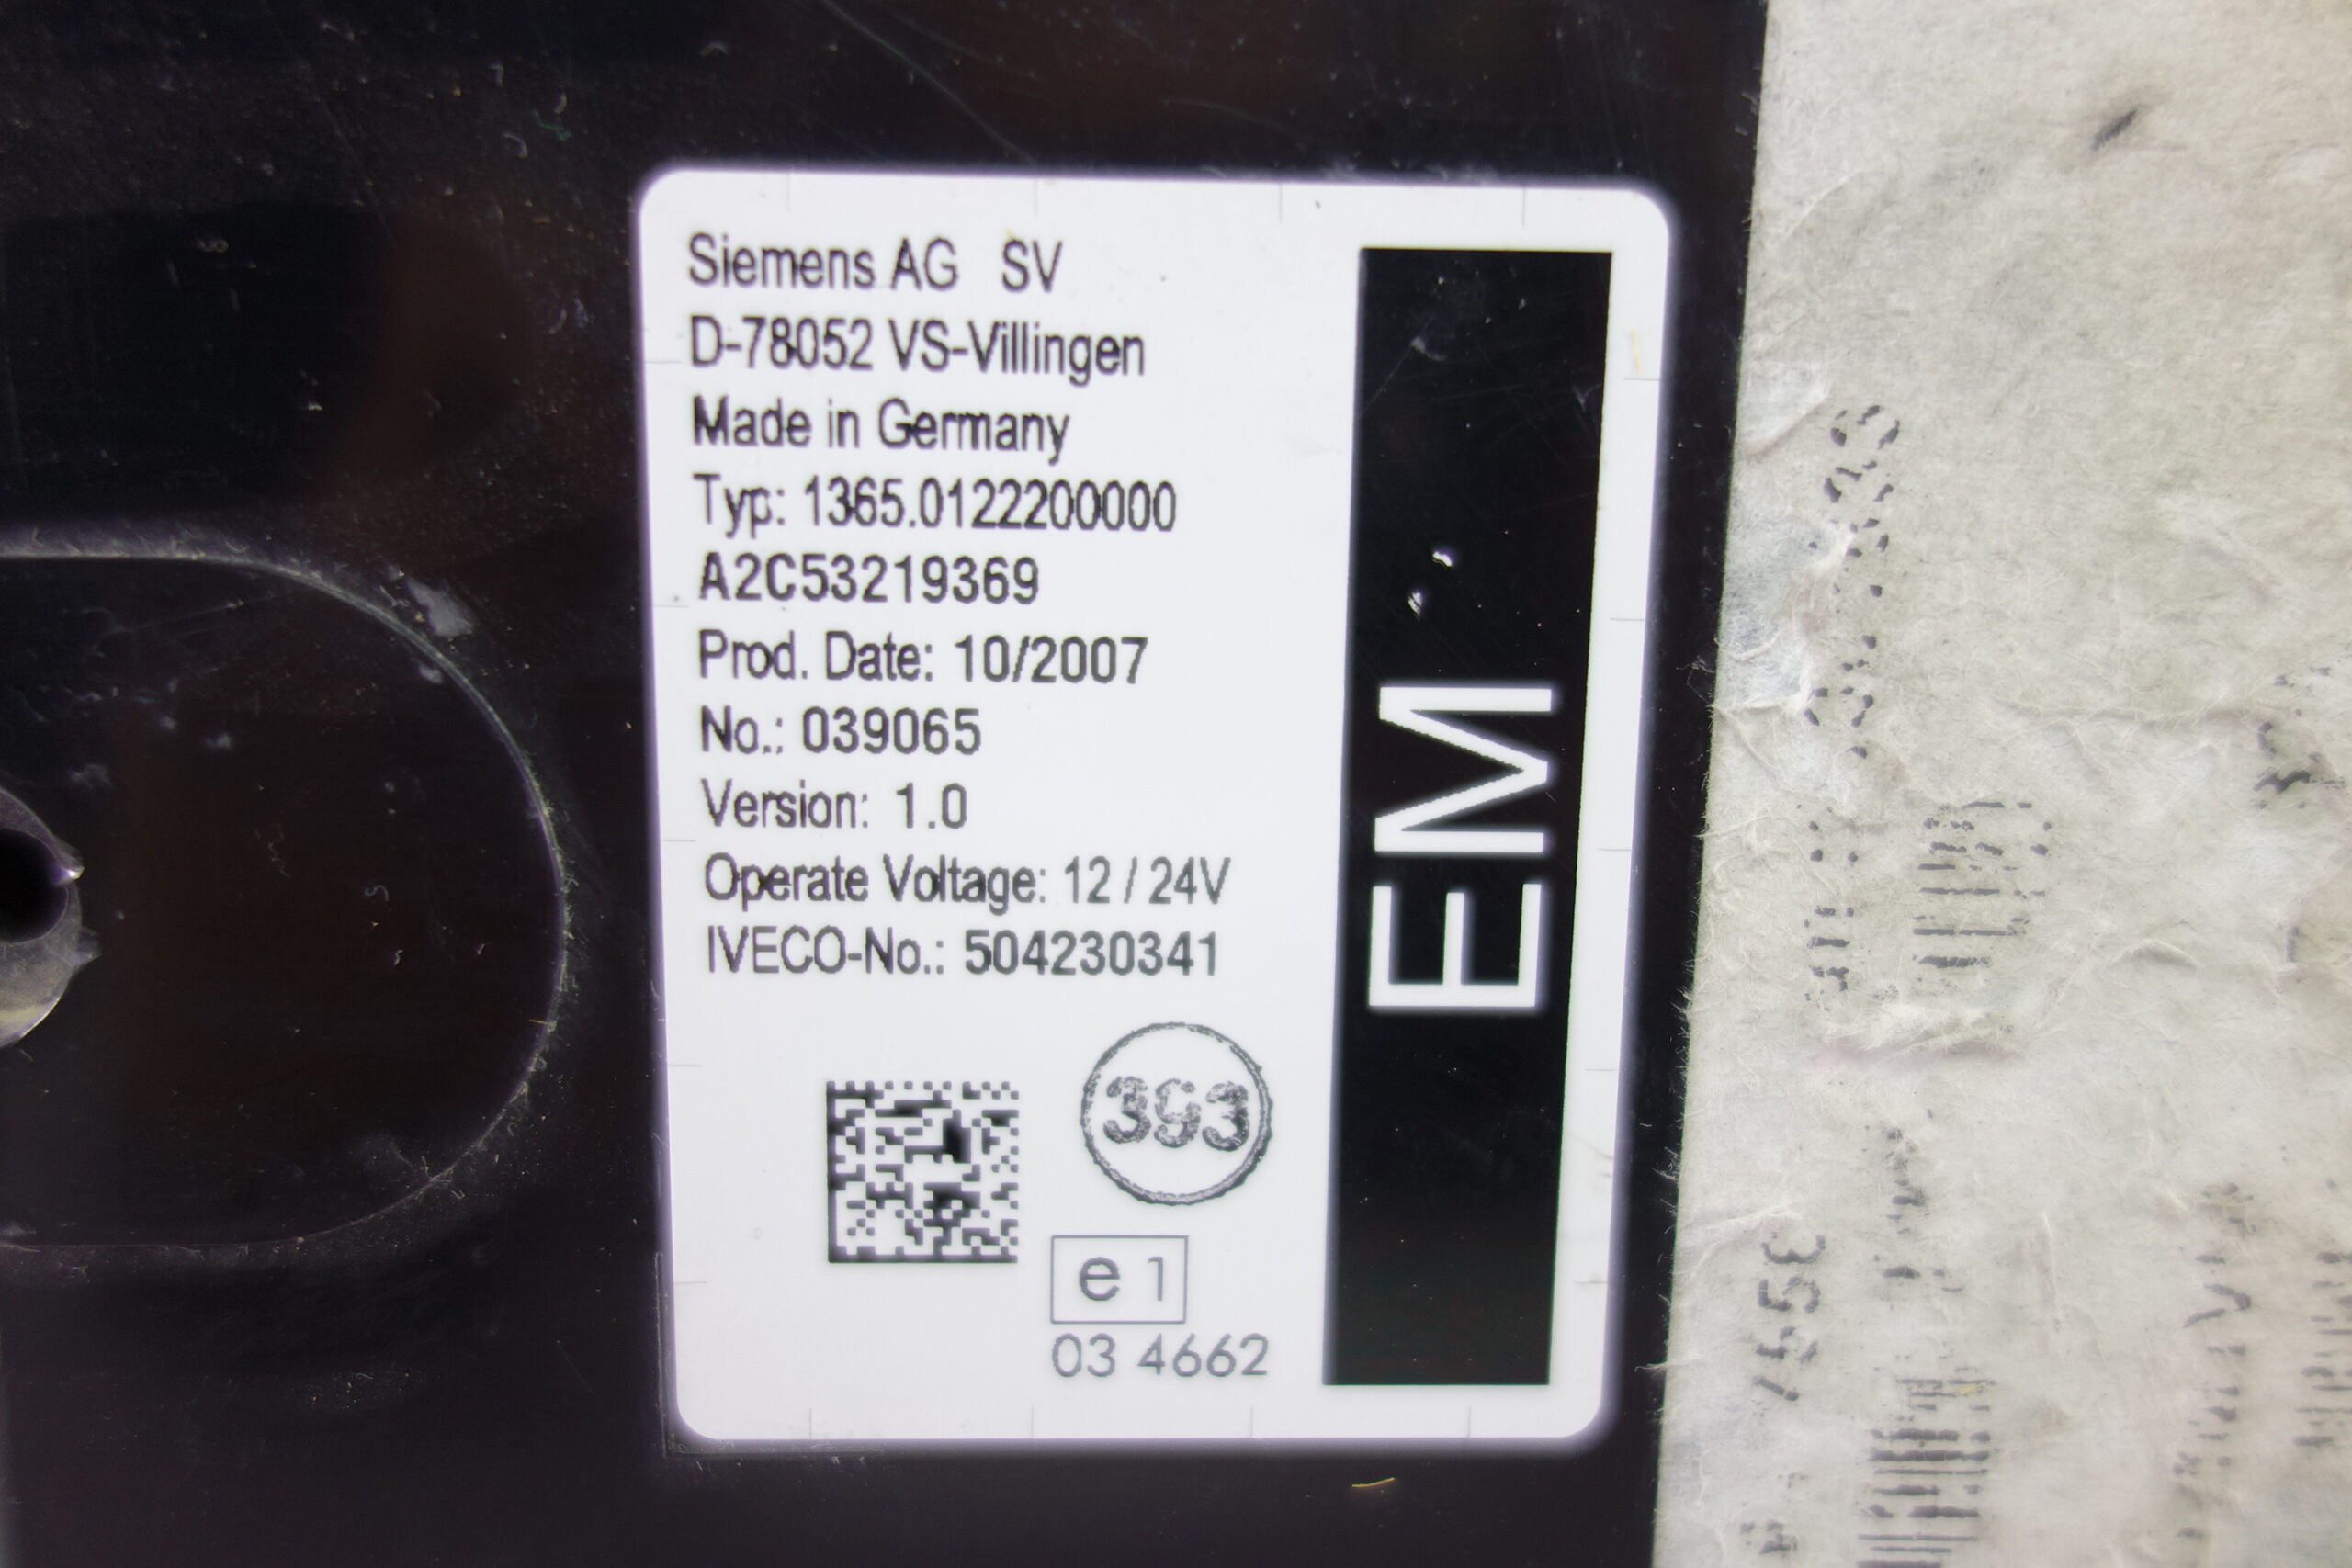 Siemens AG SV
D-78052 VS-Villingen
Made in Germany
Typ: 1365.0122200000
A2C53219369
Prod. Date: 10/2007
No.: 039065
Version: 1.0
Operate Voltage: 12 / 24V
IVECO-No.: 504230341
393
e 1
03 4662
EM